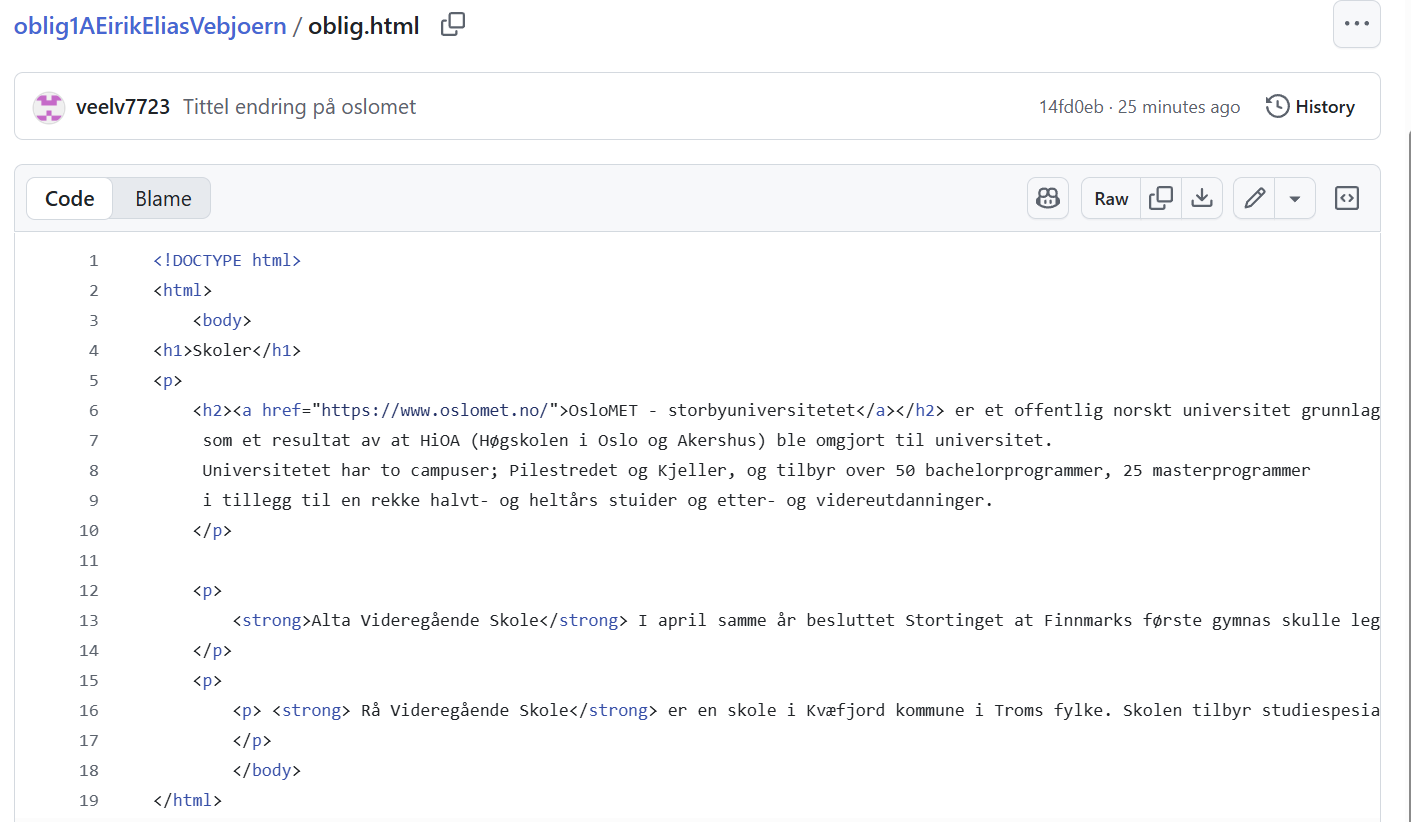 oblig1AEirikEliasVebjoern / oblig.html
veelv7723 Tittel endring på oslomet 14fd0eb · 25 minutes ago History
Code Blame Raw
1 <!DOCTYPE html>
2 <html>
3 <body>
4 <h1>Skoler</h1>
5 <p>
6 <h2><a href="https://www.oslomet.no/">OsloMET - storbyuniversitetet</a></h2> er et offentlig norskt universitet grunnlag
7 som et resultat av at HiOA (Høgskolen i Oslo og Akershus) ble omgjort til universitet.
8 Universitetet har to campuser; Pilestredet og Kjeller, og tilbyr over 50 bachelorprogrammer, 25 masterprogrammer
9 i tillegg til en rekke halvt- og heltårs stuider og etter- og videreutdanninger.
10 </p>
11
12 <p>
13 <strong>Alta Videregående Skole</strong> I april samme år besluttet Stortinget at Finnmarks første gymnas skulle leg
14 </p>
15 <p>
16 <p> <strong> Rå Videregående Skole</strong> er en skole i Kvæfjord kommune i Troms fylke. Skolen tilbyr studiespesia
17 </p>
18 </body>
19 </html>